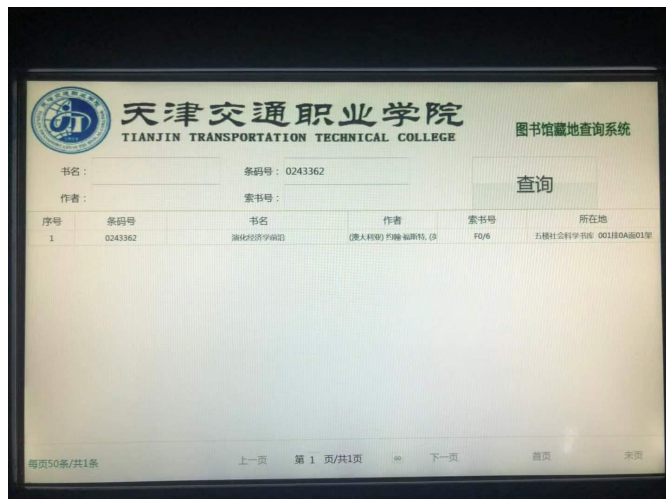 天津交通职业学院
TIANJIN TRANSPORTATION TECHNICAL COLLEGE
图书馆藏地查询系统
书名： 条码号：0243362
作者： 索书号：
查询
序号 条码号 书名 作者 索书号 所在地
1 0243362 演化经济学前沿 (澳大利亚) 约翰·福斯特, ( F0/6 五楼社会科学书库 001排0A面01架
每页50条/共1条 上一页 第 1 页/共1页 下一页 首页 末页